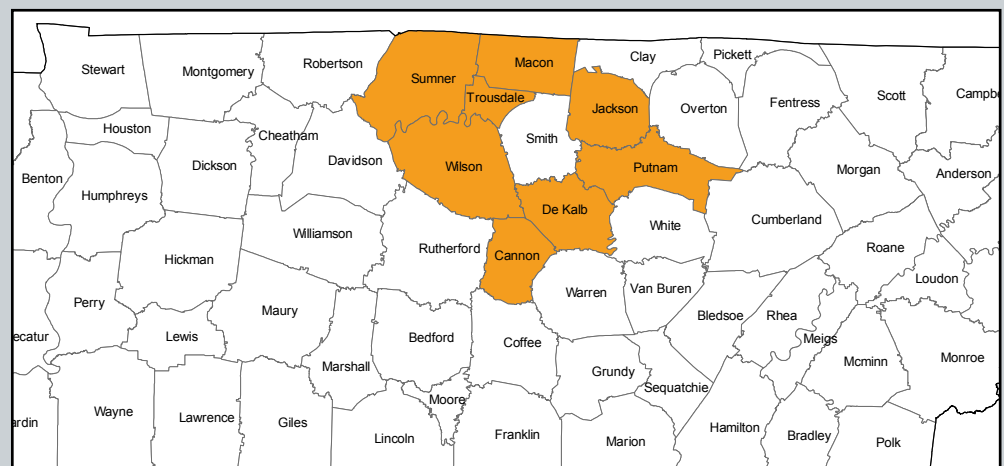 Stewart
Montgomery
Robertson
Sumner
Macon
Clay
Pickett
Trousdale
Jackson
Overton
Fentress
Scott
Campbe
Houston
Cheatham
Smith
Benton
Humphreys
Dickson
Davidson
Wilson
Putnam
Morgan
Anderson
De Kalb
White
Cumberland
Hickman
Williamson
Rutherford
Cannon
Roane
Loudon
Perry
Maury
Warren
Van Buren
Bledsoe
Rhea
Meigs
ecatur
Lewis
Marshall
Bedford
Coffee
Grundy
Sequatchie
Mcminn
Monroe
ardin
Wayne
Lawrence
Giles
Moore
Lincoln
Franklin
Marion
Hamilton
Bradley
Polk